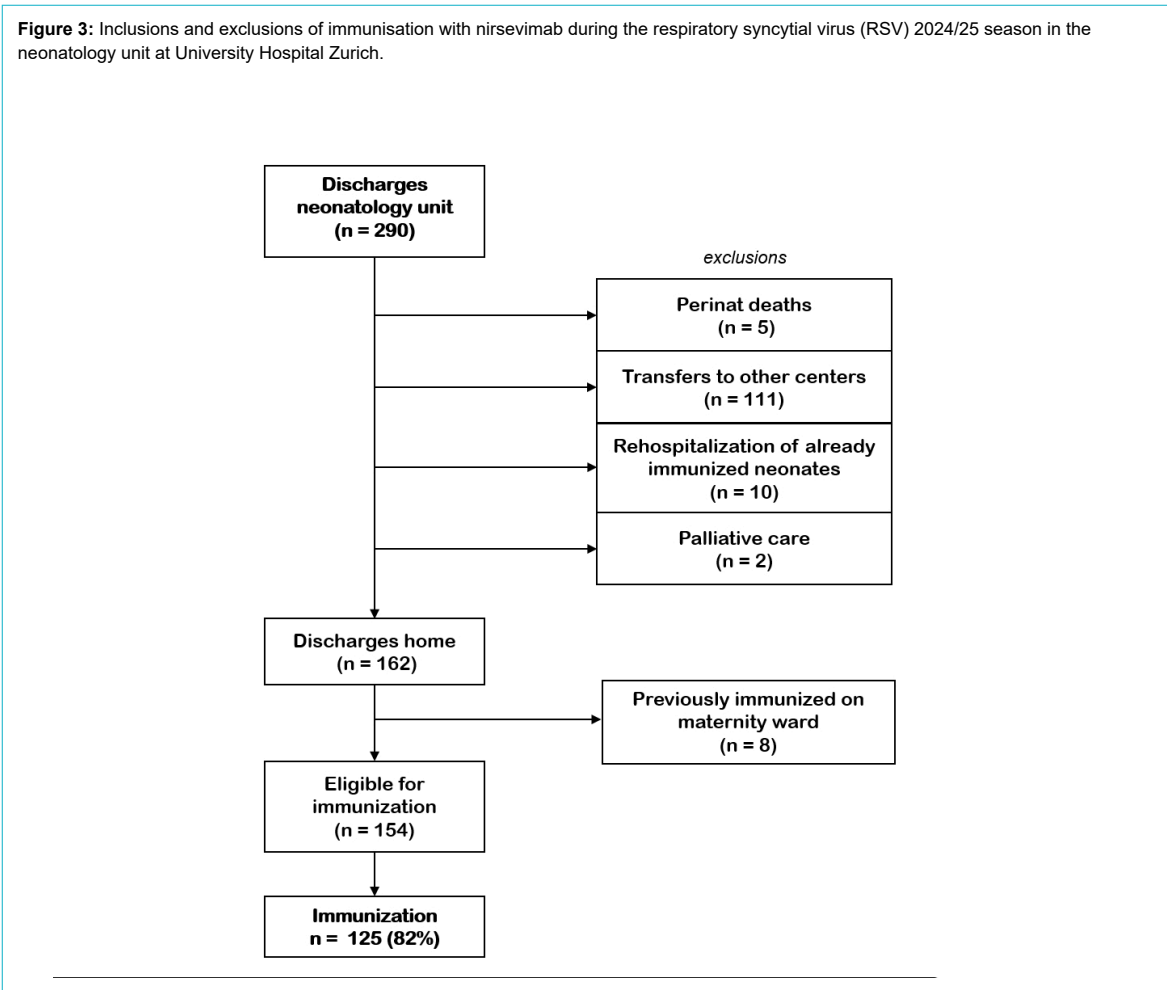 Figure 3: Inclusions and exclusions of immunisation with nirsevimab during the respiratory syncytial virus (RSV) 2024/25 season in the
neonatology unit at University Hospital Zurich.
Discharges
neonatology unit
(n = 290)
exclusions
Perinat deaths
(n = 5)
Transfers to other centers
(n = 111)
Rehospitalization of already
immunized neonates
(n = 10)
Palliative care
(n = 2)
Discharges home
(n = 162)
Previously immunized on
maternity ward
(n = 8)
Eligible for
immunization
(n = 154)
Immunization
n = 125 (82%)